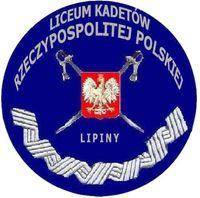 LICEUM KADETÓW
RZECZYPOSPOLITEJ POLSKIEJ
LIPINY